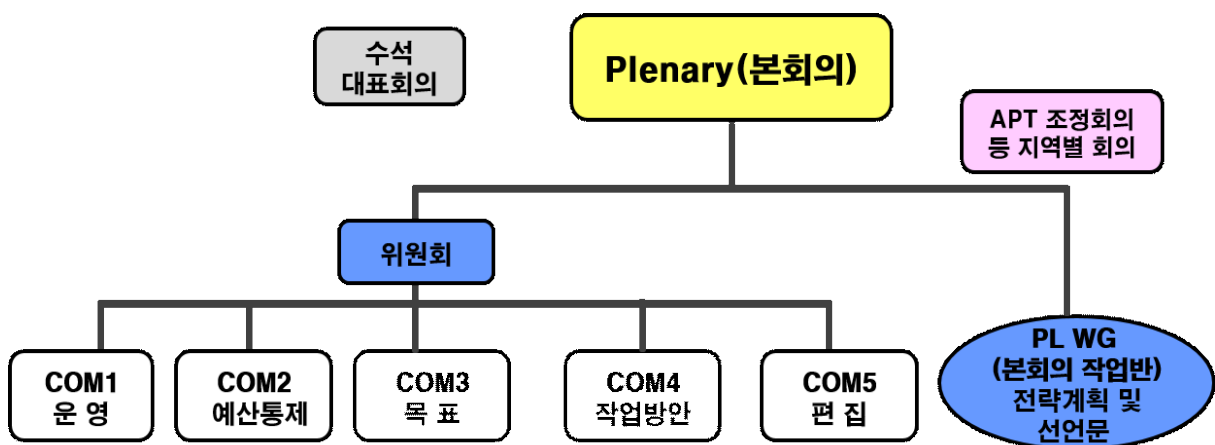 수석
대표회의
Plenary(본회의)
APT 조정회의
등 지역별 회의
위원회
COM1
운 영
COM2
예산통제
COM3
목 표
COM4
작업방안
COM5
편 집
PL WG
(본회의 작업반)
전략계획 및
선언문